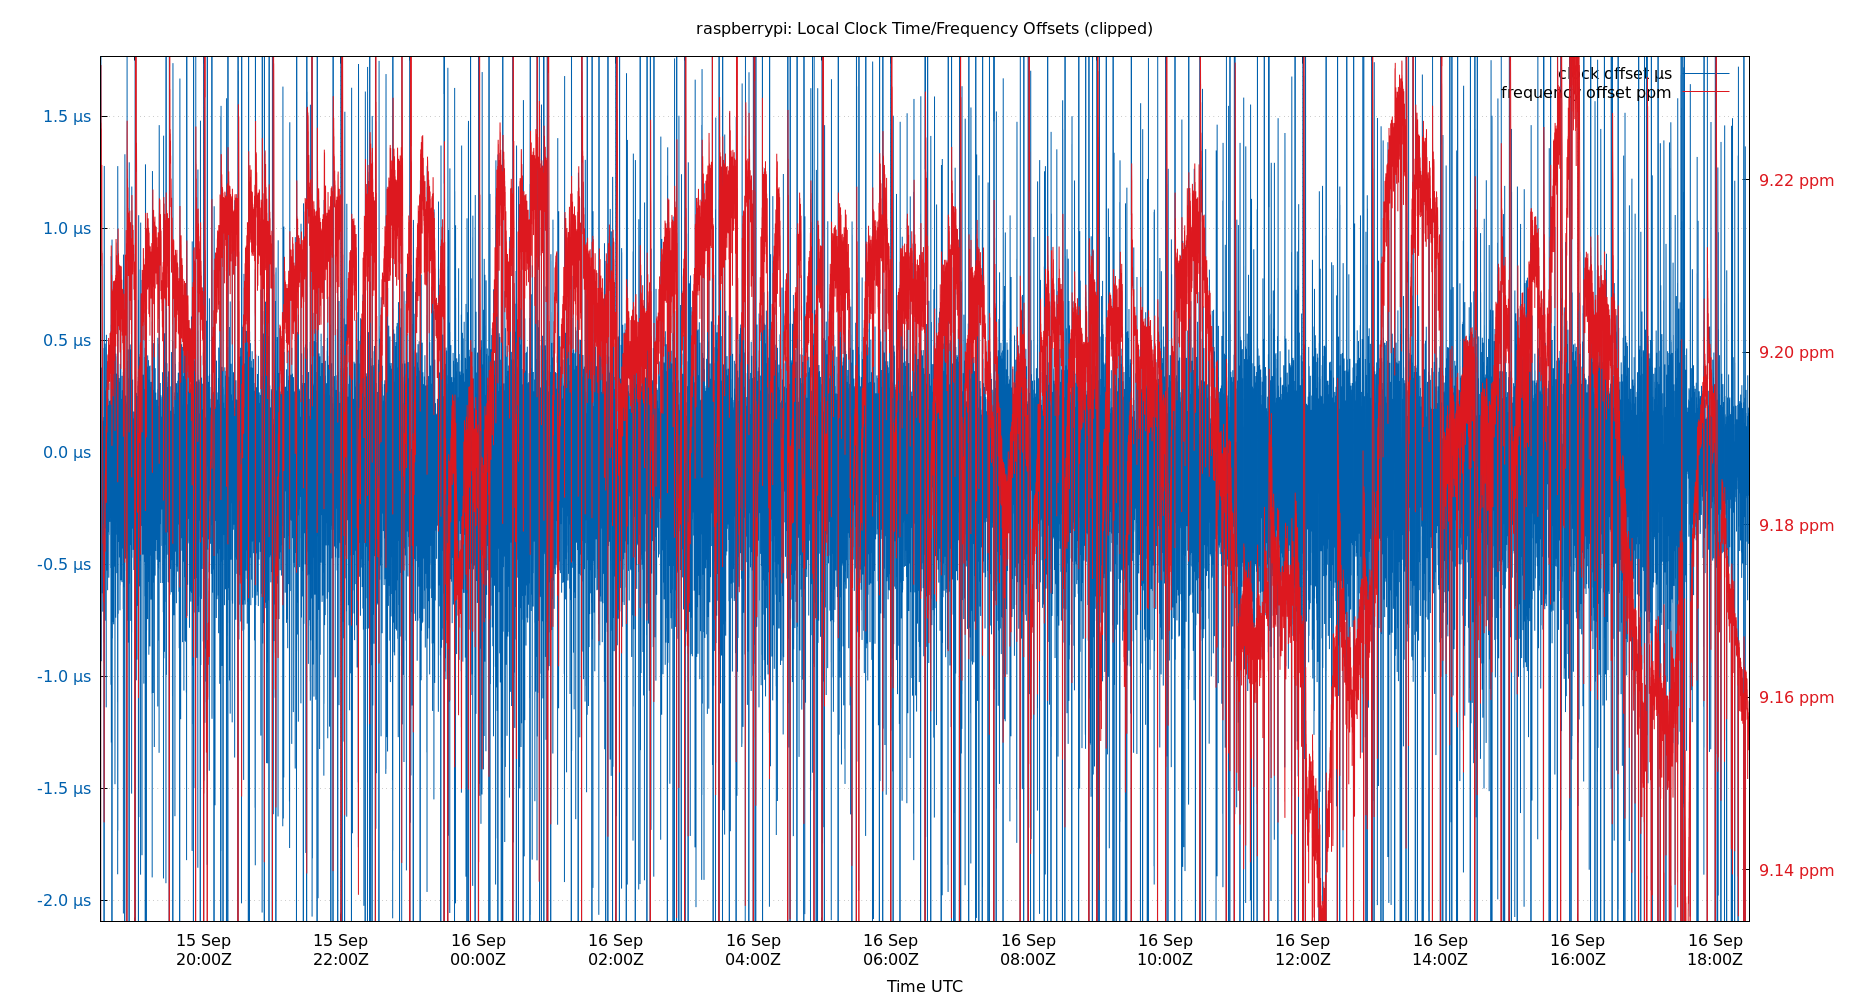 raspberrypi: Local Clock Time/Frequency Offsets (clipped)
clock offset µs
frequency offset ppm
1.5 µs
1.0 µs
0.5 µs
0.0 µs
-0.5 µs
-1.0 µs
-1.5 µs
-2.0 µs
9.22 ppm
9.20 ppm
9.18 ppm
9.16 ppm
9.14 ppm
15 Sep 15 Sep 16 Sep 16 Sep 16 Sep 16 Sep 16 Sep 16 Sep 16 Sep 16 Sep 16 Sep 16 Sep
20:00Z 22:00Z 00:00Z 02:00Z 04:00Z 06:00Z 08:00Z 10:00Z 12:00Z 14:00Z 16:00Z 18:00Z
Time UTC